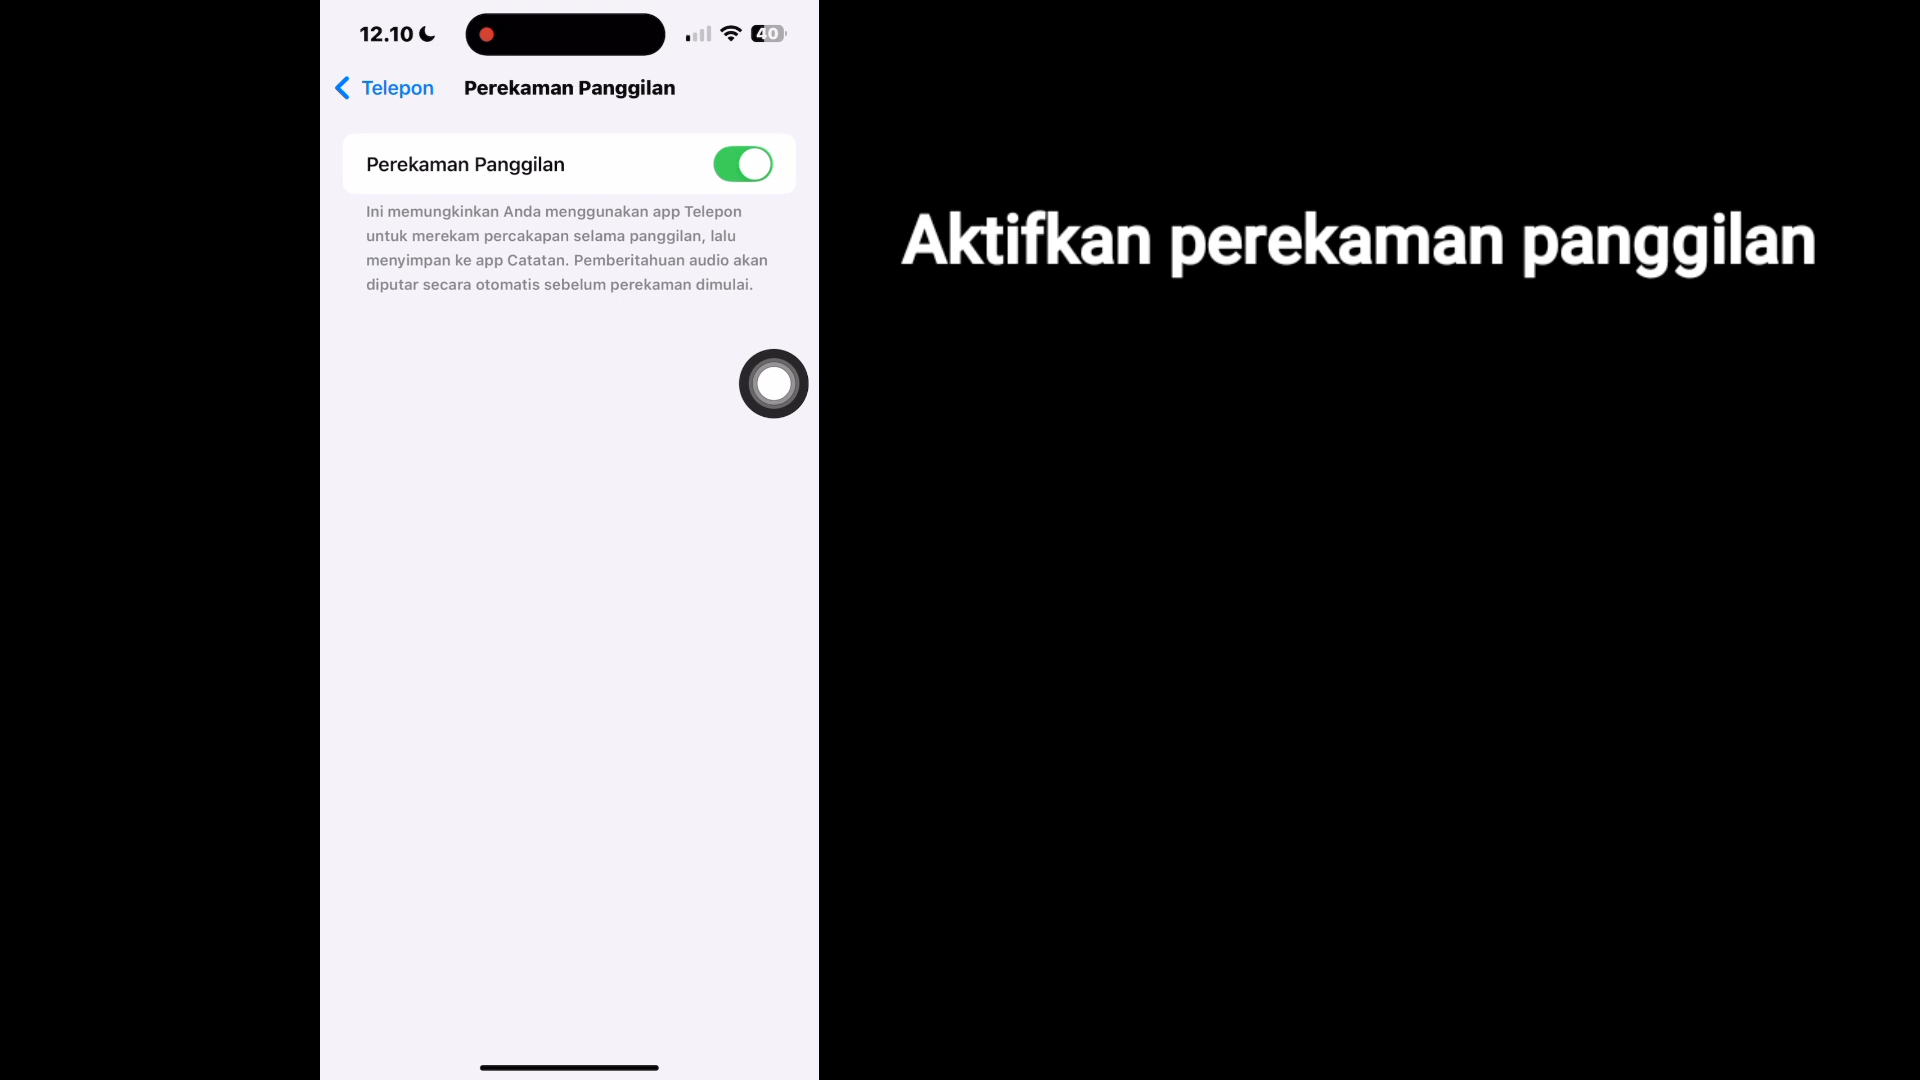 12.10
40
Telepon
Perekaman Panggilan
Perekaman Panggilan
Ini memungkinkan Anda menggunakan app Telepon
untuk merekam percakapan selama panggilan, lalu
menyimpan ke app Catatan. Pemberitahuan audio akan
diputar secara otomatis sebelum perekaman dimulai.
Aktifkan perekaman panggilan